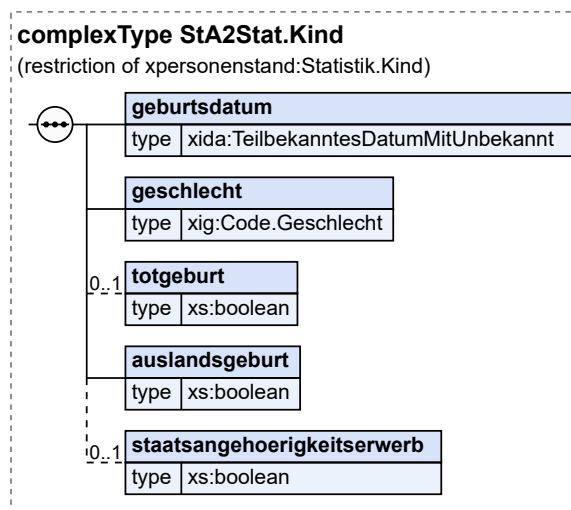 complexType StA2Stat.Kind
(restriction of xpersonenstand:Statistik.Kind)
geburtsdatum
type xida:TeilbekanntesDatumMitUnbekannt
geschlecht
type xig:Code.Geschlecht
0..1 totgeburt
type xs:boolean
auslandsgeburt
type xs:boolean
0..1 staatsangehoerigkeitserwerb
type xs:boolean